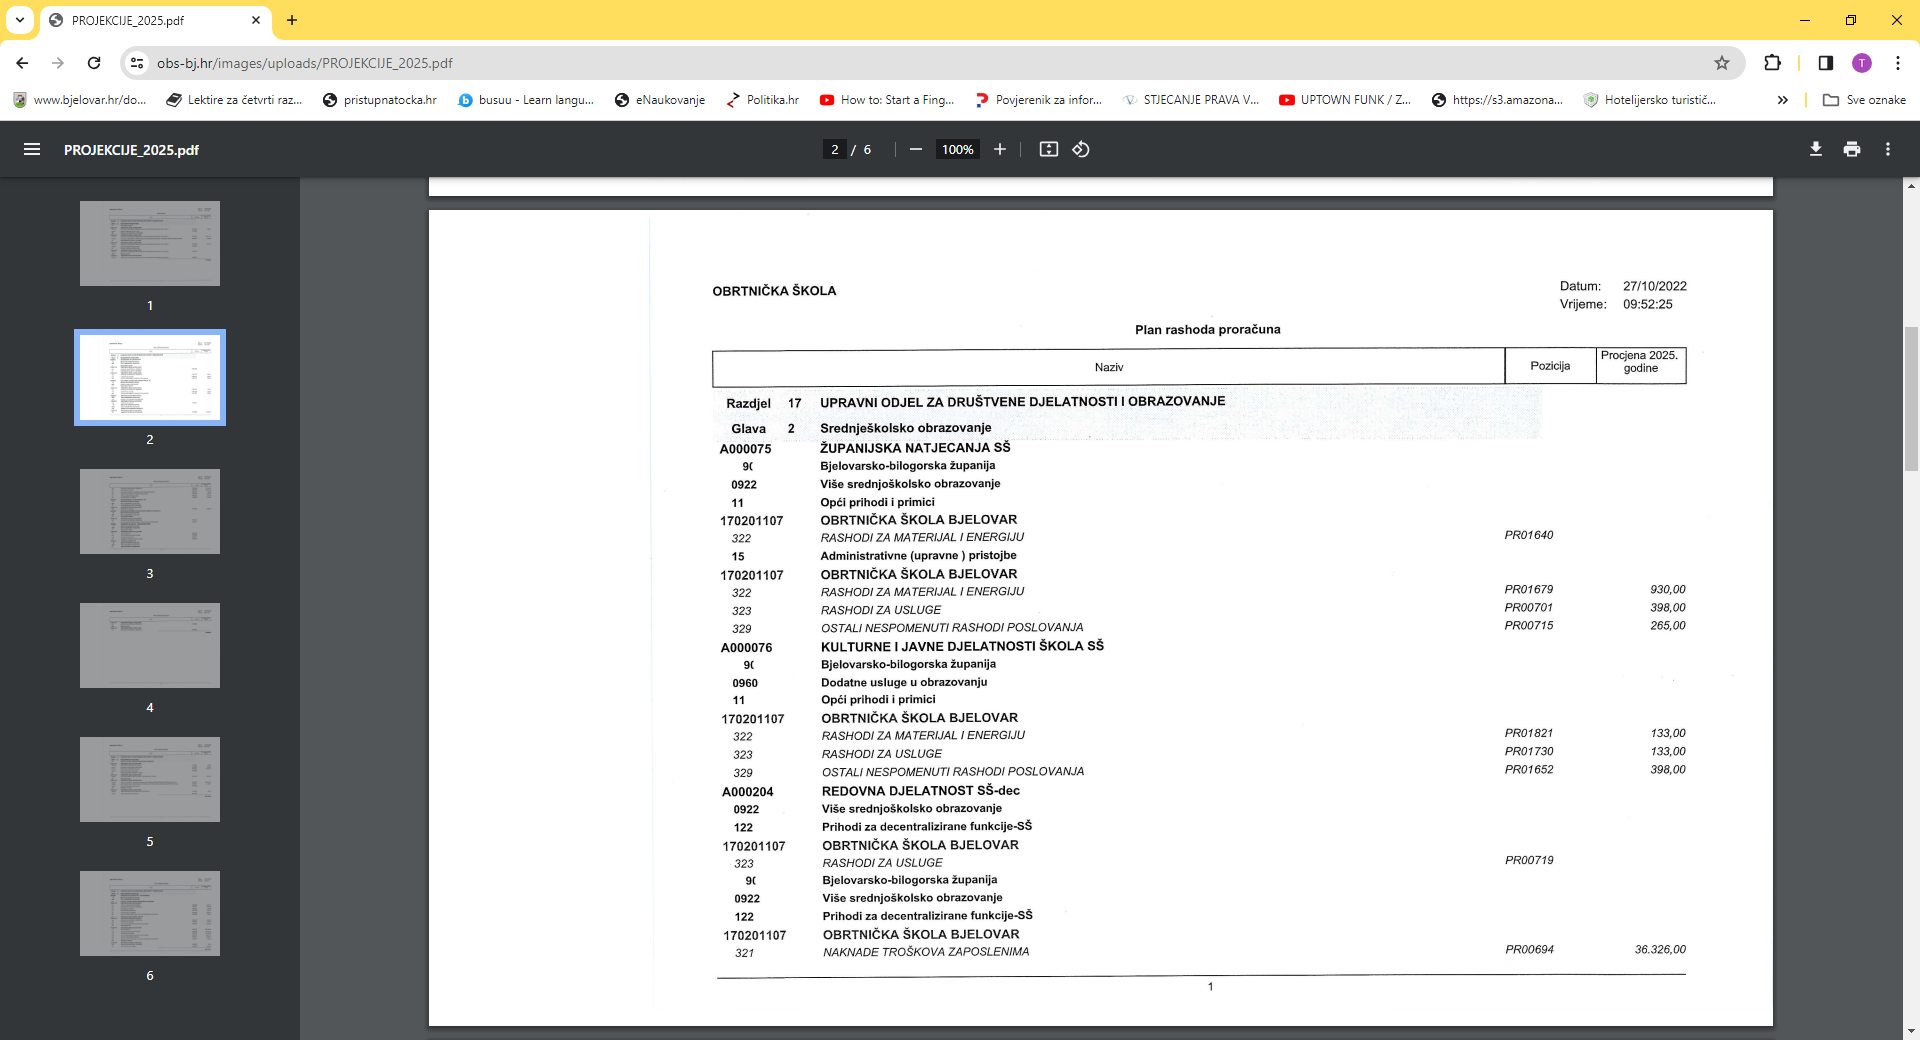 PROJEKCIJE_2025.pdf
obs-bj.hr/images/uploads/PROJEKCIJE_2025.pdf
www.bjelovar.hr/do... Lektire za četvrti raz... pristupnatocka.hr busuu - Learn langu... eNaukovanje Politika.hr How to: Start a Fing... Povjerenik za infor... STJECANJE PRAVA V... UPTOWN FUNK / Z... https://s3.amazona... Hotelijersko turistič... » Sve oznake
PROJEKCIJE_2025.pdf 2 / 6 100%
1
2
3
4
5
6
OBRTNIČKA ŠKOLA
Datum: 27/10/2022
Vrijeme: 09:52:25
Plan rashoda proračuna
Naziv Pozicija Procjena 2025. godine
Razdjel 17 UPRAVNI ODJEL ZA DRUŠTVENE DJELATNOSTI I OBRAZOVANJE
Glava 2 Srednješkolsko obrazovanje
A000075 ŽUPANIJSKA NATJECANJA SŠ
90 Bjelovarsko-bilogorska županija
0922 Više srednjoškolsko obrazovanje
11 Opći prihodi i primici
170201107 OBRTNIČKA ŠKOLA BJELOVAR
322 RASHODI ZA MATERIJAL I ENERGIJU PR01640
15 Administrativne (upravne ) pristojbe
170201107 OBRTNIČKA ŠKOLA BJELOVAR
322 RASHODI ZA MATERIJAL I ENERGIJU PR01679 930,00
323 RASHODI ZA USLUGE PR00701 398,00
329 OSTALI NESPOMENUTI RASHODI POSLOVANJA PR00715 265,00
A000076 KULTURNE I JAVNE DJELATNOSTI ŠKOLA SŠ
90 Bjelovarsko-bilogorska županija
0960 Dodatne usluge u obrazovanju
11 Opći prihodi i primici
170201107 OBRTNIČKA ŠKOLA BJELOVAR
322 RASHODI ZA MATERIJAL I ENERGIJU PR01821 133,00
323 RASHODI ZA USLUGE PR01730 133,00
329 OSTALI NESPOMENUTI RASHODI POSLOVANJA PR01652 398,00
A000204 REDOVNA DJELATNOST SŠ-dec
0922 Više srednjoškolsko obrazovanje
122 Prihodi za decentralizirane funkcije-SŠ
170201107 OBRTNIČKA ŠKOLA BJELOVAR
323 RASHODI ZA USLUGE PR00719
90 Bjelovarsko-bilogorska županija
0922 Više srednjoškolsko obrazovanje
122 Prihodi za decentralizirane funkcije-SŠ
170201107 OBRTNIČKA ŠKOLA BJELOVAR
321 NAKNADE TROŠKOVA ZAPOSLENIMA PR00694 36.326,00
1